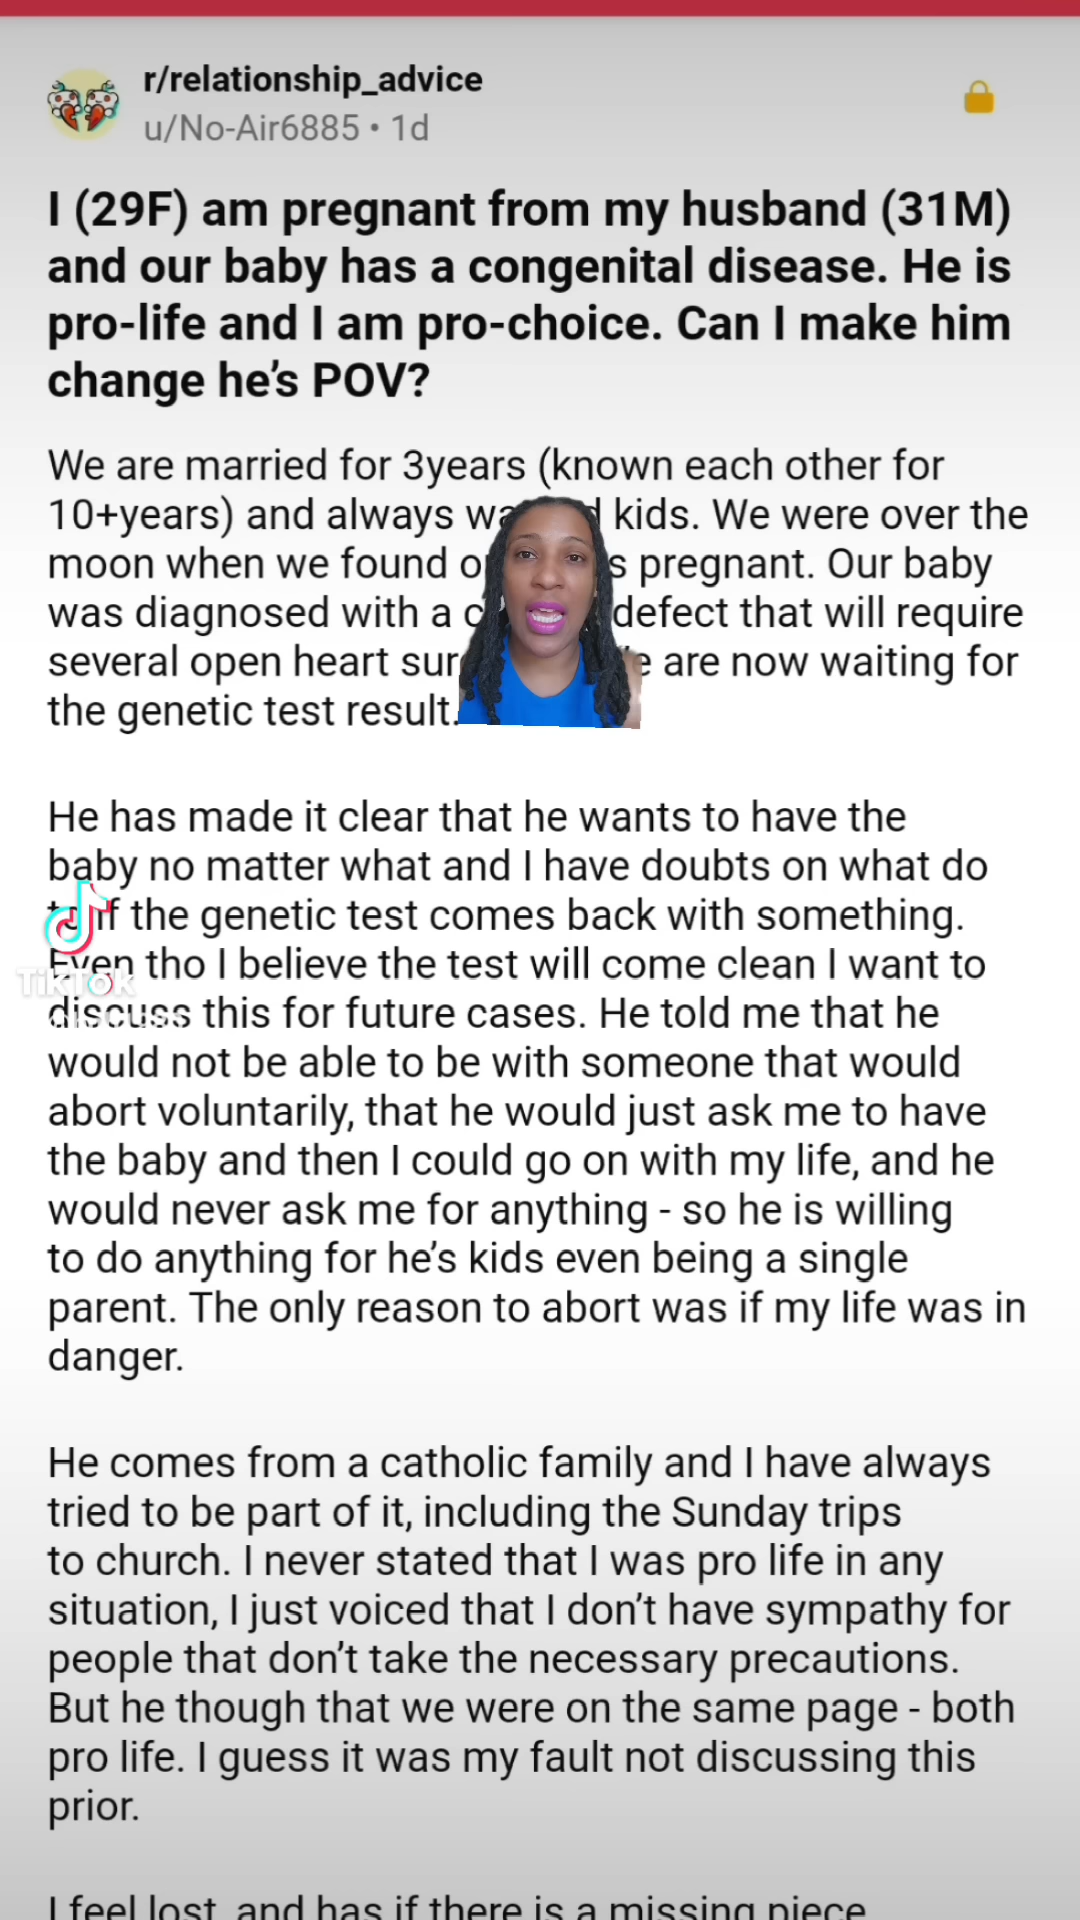 r/relationship_advice
u/No-Air6885 • 1d
I (29F) am pregnant from my husband (31M)
and our baby has a congenital disease. He is
pro-life and I am pro-choice. Can I make him
change he's POV?
We are married for 3years (known each other for
10+years) and always kids. We were over the
moon when we found pregnant. Our baby
was diagnosed with a defect that will require
several open heart are now waiting for
the genetic test result.
He has made it clear that he wants to have the
baby no matter what and I have doubts on what do
if the genetic test comes back with something.
Even tho I believe the test will come clean I want to
discuss this for future cases. He told me that he
would not be able to be with someone that would
abort voluntarily, that he would just ask me to have
the baby and then I could go on with my life, and he
would never ask me for anything - so he is willing
to do anything for he's kids even being a single
parent. The only reason to abort was if my life was in
danger.
He comes from a catholic family and I have always
tried to be part of it, including the Sunday trips
to church. I never stated that I was pro life in any
situation, I just voiced that I don't have sympathy for
people that don't take the necessary precautions.
But he though that we were on the same page - both
pro life. I guess it was my fault not discussing this
prior.
I feel lost, and has if there is a missing piece
TikTok